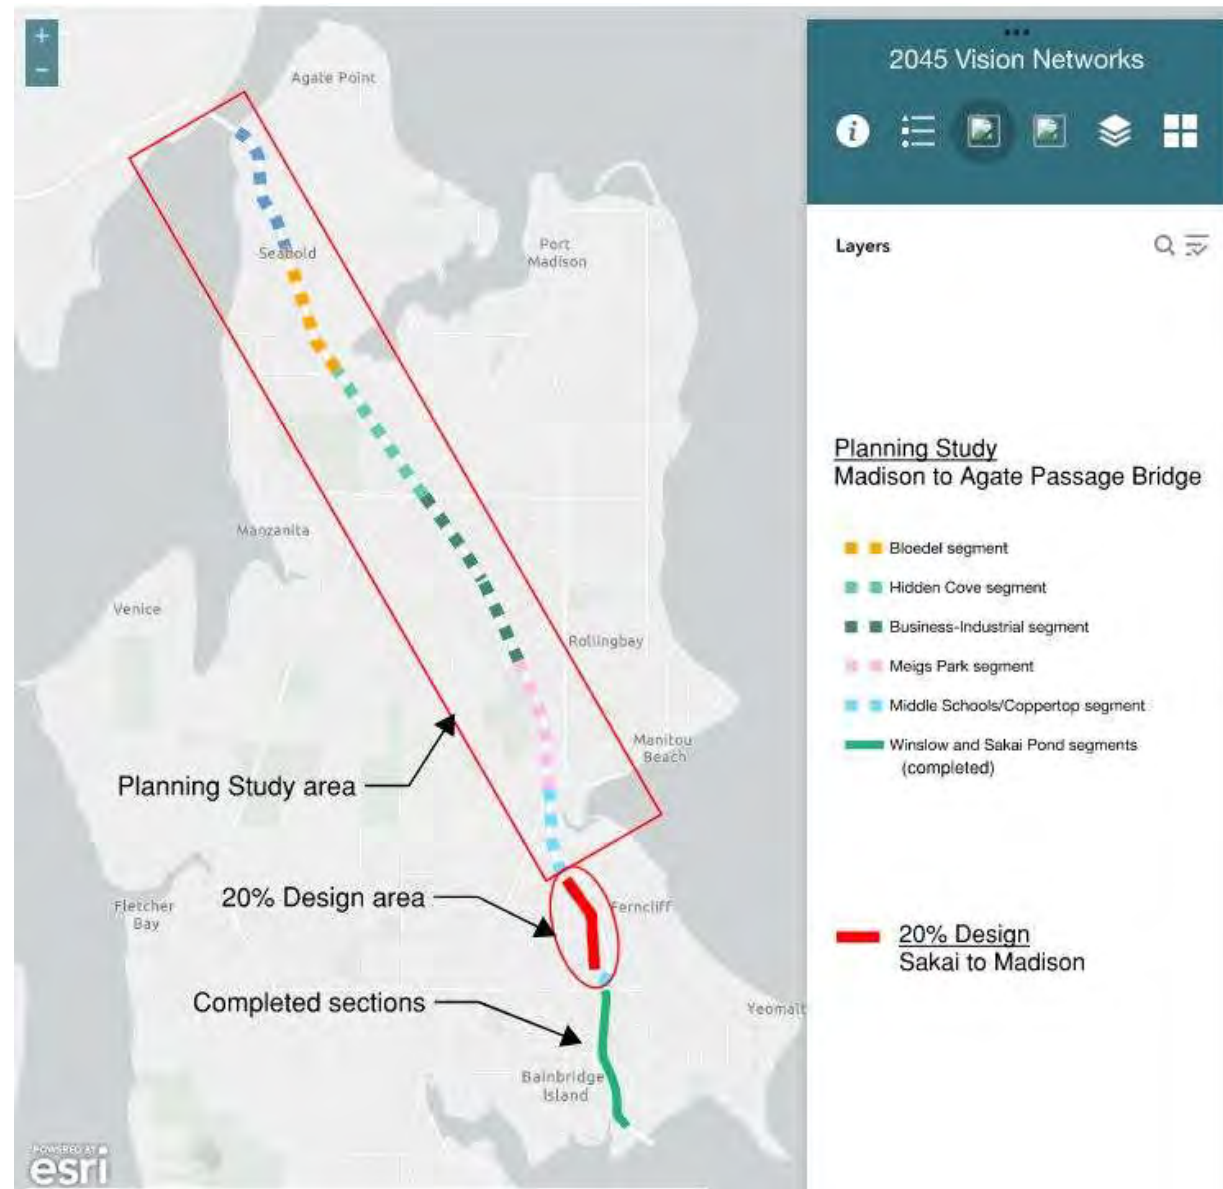 +
−
Agate Point
Seabold
Port
Madison
Manzanita
Venice
Rollingbay
Manitou
Beach
Planning Study area
20% Design area
Fletcher
Bay
Ferncliff
Completed sections
Yeomalt
Bainbridge
Island
POWERED BY
esri
2045 Vision Networks
i
Layers
Planning Study
Madison to Agate Passage Bridge
Bloedel segment
Hidden Cove segment
Business-Industrial segment
Meigs Park segment
Middle Schools/Coppertop segment
Winslow and Sakai Pond segments
(completed)
20% Design
Sakai to Madison